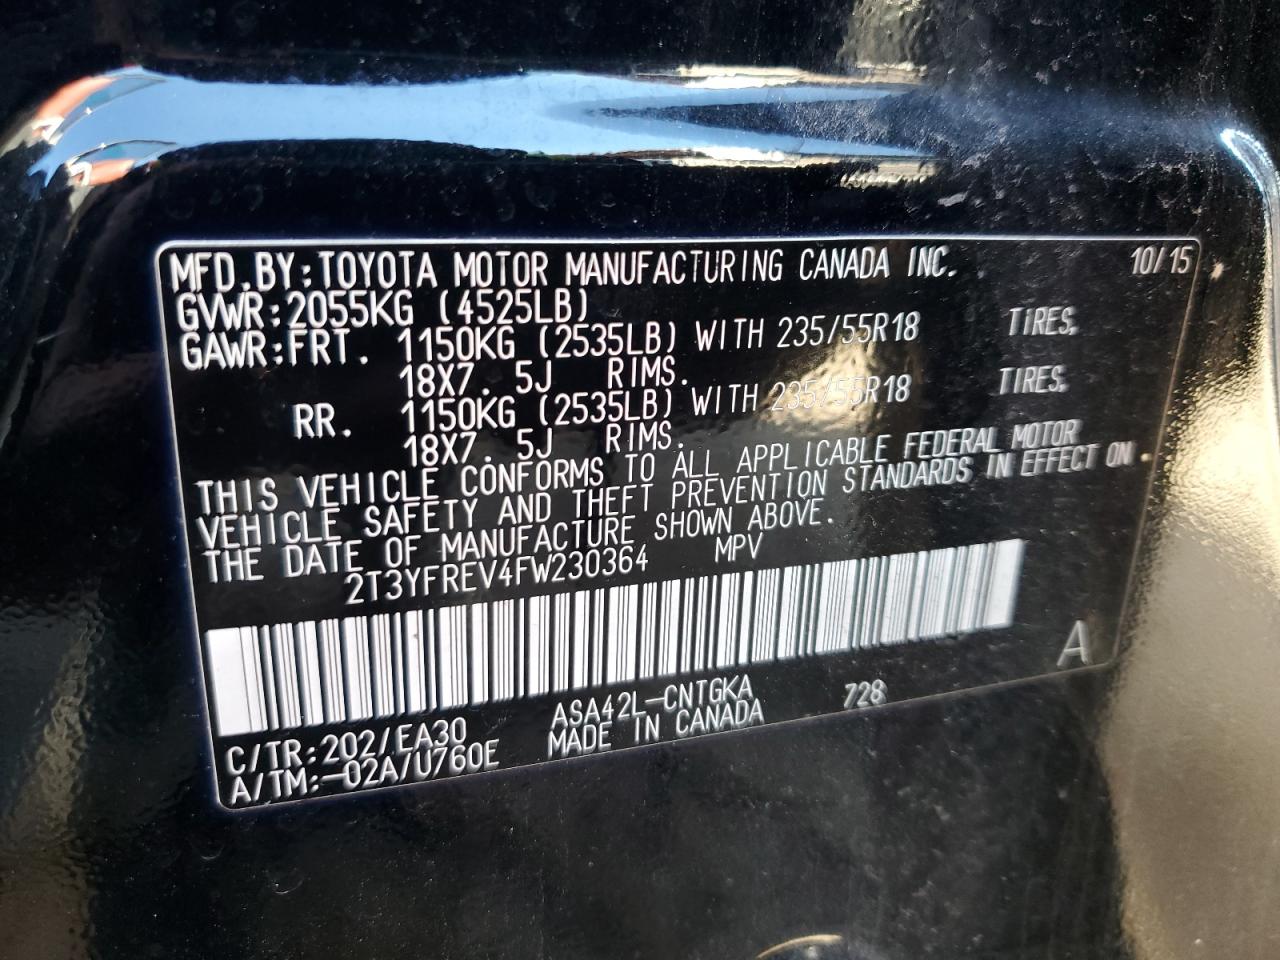 MFD.BY:TOYOTA MOTOR MANUFACTURING CANADA INC. 10/15
GVWR:2055KG (4525LB)
GAWR:FRT. 1150KG (2535LB) WITH 235/55R18 TIRES,
18X7. 5J RIMS.
RR. 1150KG (2535LB) WITH 235/55R18 TIRES,
18X7. 5J RIMS.
THIS VEHICLE CONFORMS TO ALL APPLICABLE FEDERAL MOTOR
VEHICLE SAFETY AND THEFT PREVENTION STANDARDS IN EFFECT ON
THE DATE OF MANUFACTURE SHOWN ABOVE.
2T3YFREV4FW230364 MPV
A
C/TR:202/EA30 ASA42L-CNTGKA 728
A/TM:-02A/U760E MADE IN CANADA